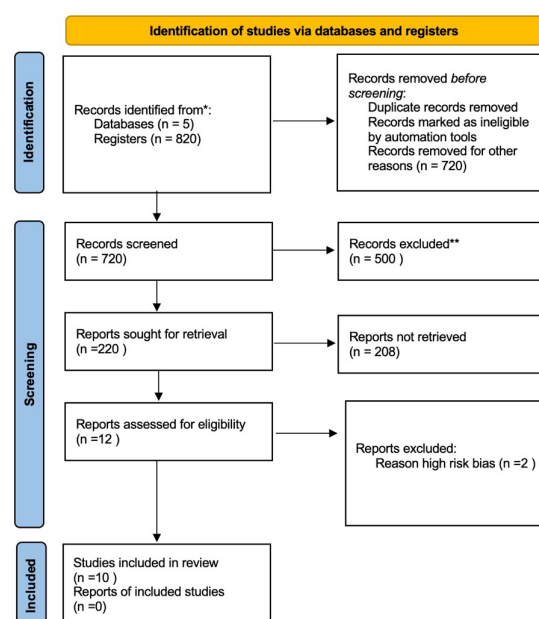 Identification of studies via databases and registers
Identification
Records identified from*:
Databases (n = 5)
Registers (n = 820)
Records removed before
screening:
Duplicate records removed
Records marked as ineligible
by automation tools
Records removed for other
reasons (n = 720)
Screening
Records screened
(n = 720)
Records excluded**
(n = 500 )
Reports sought for retrieval
(n =220 )
Reports not retrieved
(n = 208)
Reports assessed for eligibility
(n =12 )
Reports excluded:
Reason high risk bias (n =2 )
Included
Studies included in review
(n =10 )
Reports of included studies
(n =0)